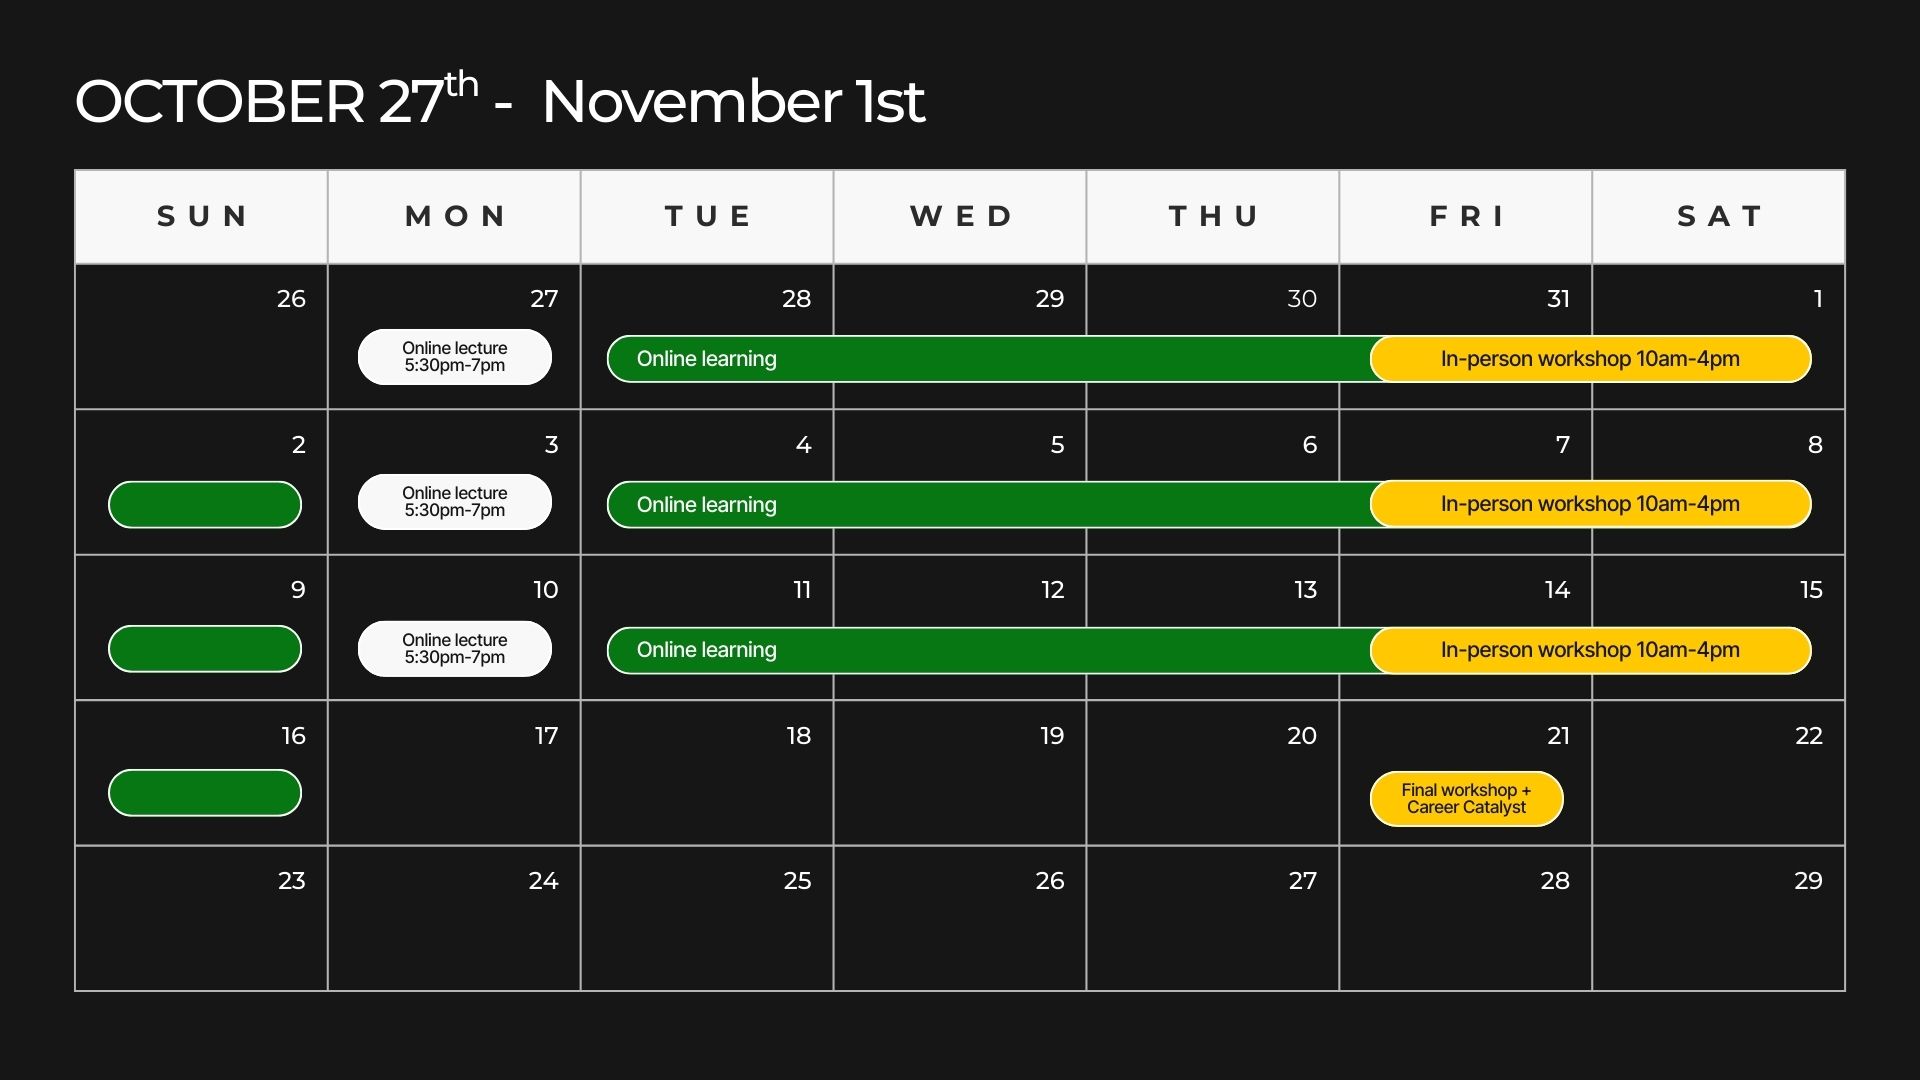 OCTOBER 27th - November 1st
SUN MON TUE WED THU FRI SAT
26 27 28 29 30 31 1
Online lecture
5:30pm-7pm
Online learning
In-person workshop 10am-4pm
2 3 4 5 6 7 8
Online lecture
5:30pm-7pm
Online learning
In-person workshop 10am-4pm
9 10 11 12 13 14 15
Online lecture
5:30pm-7pm
Online learning
In-person workshop 10am-4pm
16 17 18 19 20 21 22
Final workshop +
Career Catalyst
23 24 25 26 27 28 29